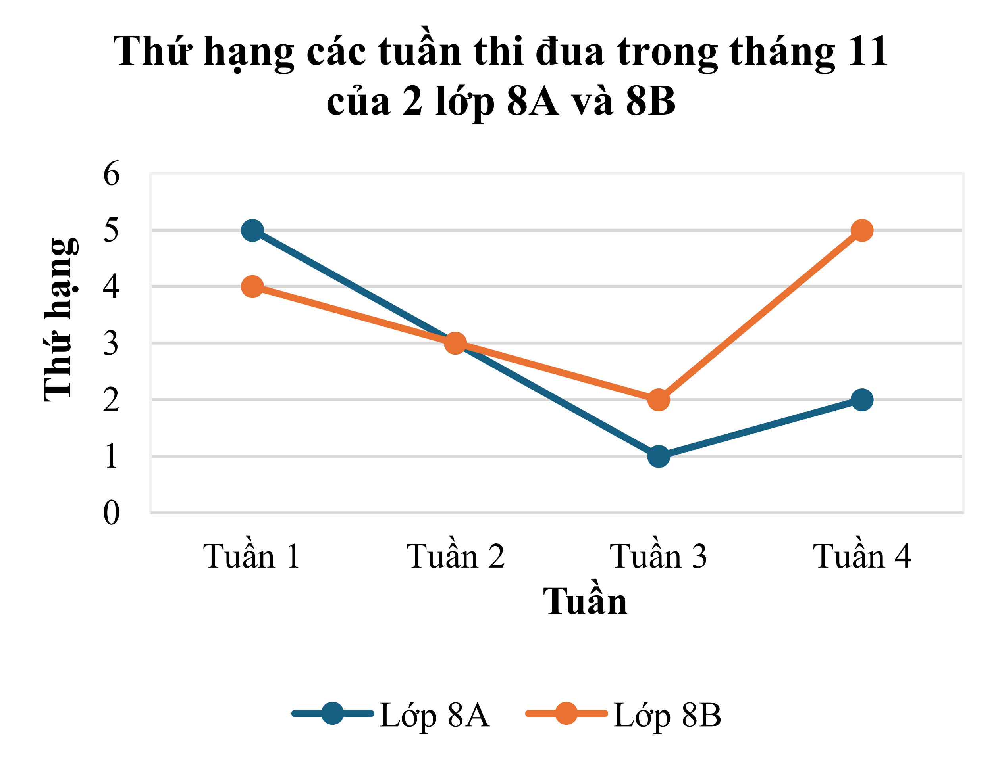 Thứ hạng các tuần thi đua trong tháng 11
của 2 lớp 8A và 8B
6
5
4
3
2
1
0
Thứ hạng
Tuần 1
Tuần 2
Tuần 3
Tuần 4
Tuần
Lớp 8A
Lớp 8B